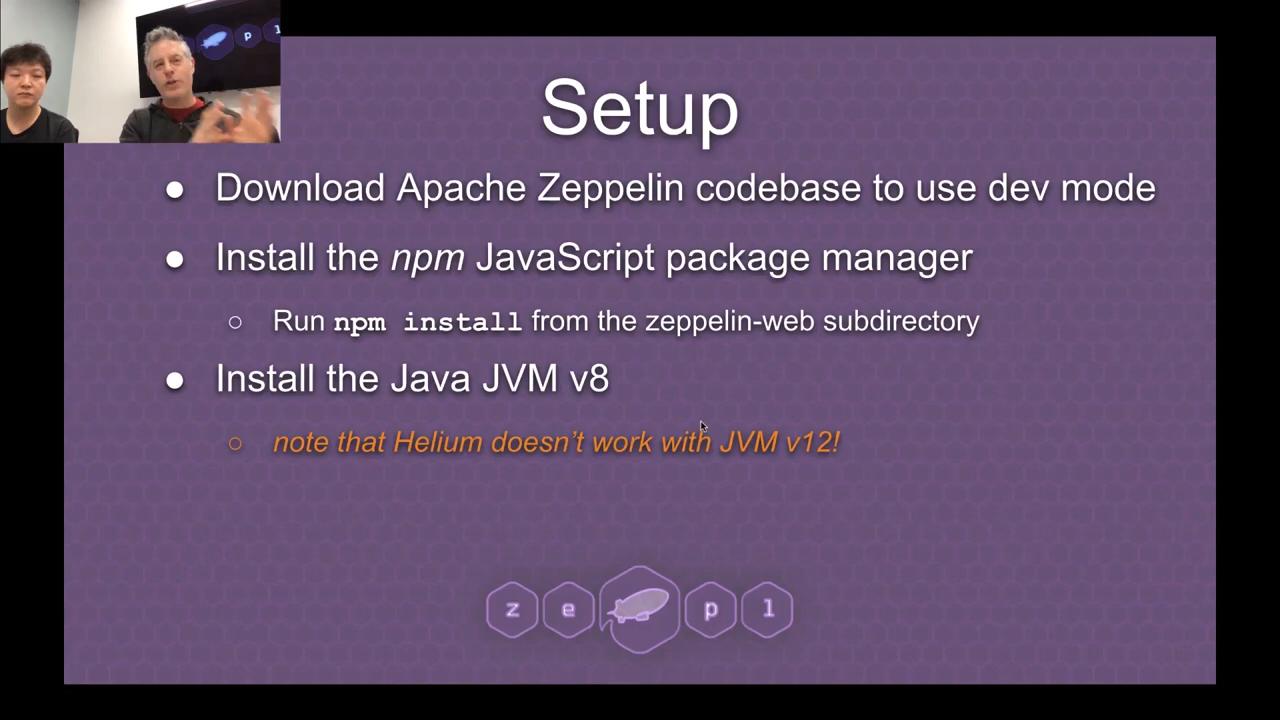 p l
Setup
● Download Apache Zeppelin codebase to use dev mode
● Install the npm JavaScript package manager
○ Run npm install from the zeppelin-web subdirectory
● Install the Java JVM v8
○ note that Helium doesn’t work with JVM v12!
z e p l